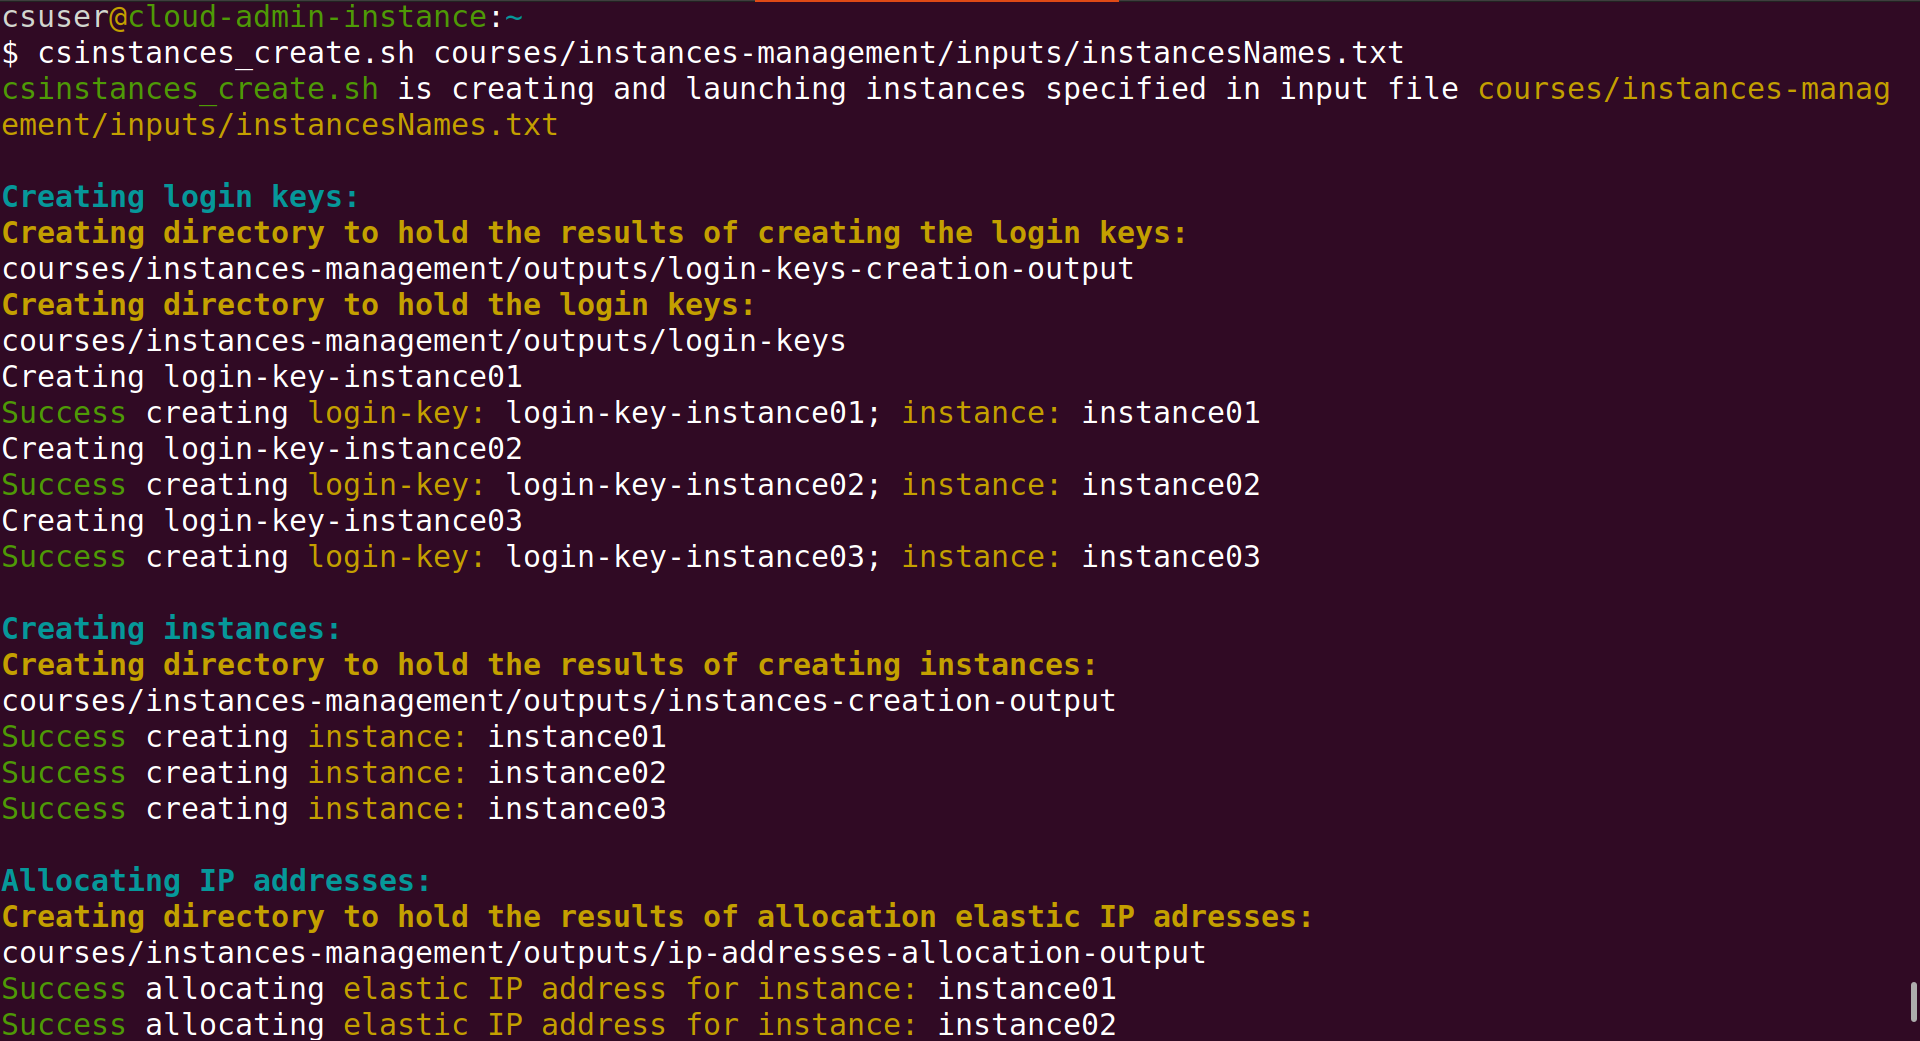 csuser@cloud-admin-instance:~
$ csinstances_create.sh courses/instances-management/inputs/instancesNames.txt
csinstances_create.sh is creating and launching instances specified in input file courses/instances-manag
ement/inputs/instancesNames.txt
Creating login keys:
Creating directory to hold the results of creating the login keys:
courses/instances-management/outputs/login-keys-creation-output
Creating directory to hold the login keys:
courses/instances-management/outputs/login-keys
Creating login-key-instance01
Success creating login-key: login-key-instance01; instance: instance01
Creating login-key-instance02
Success creating login-key: login-key-instance02; instance: instance02
Creating login-key-instance03
Success creating login-key: login-key-instance03; instance: instance03
Creating instances:
Creating directory to hold the results of creating instances:
courses/instances-management/outputs/instances-creation-output
Success creating instance: instance01
Success creating instance: instance02
Success creating instance: instance03
Allocating IP addresses:
Creating directory to hold the results of allocation elastic IP adresses:
courses/instances-management/outputs/ip-addresses-allocation-output
Success allocating elastic IP address for instance: instance01
Success allocating elastic IP address for instance: instance02